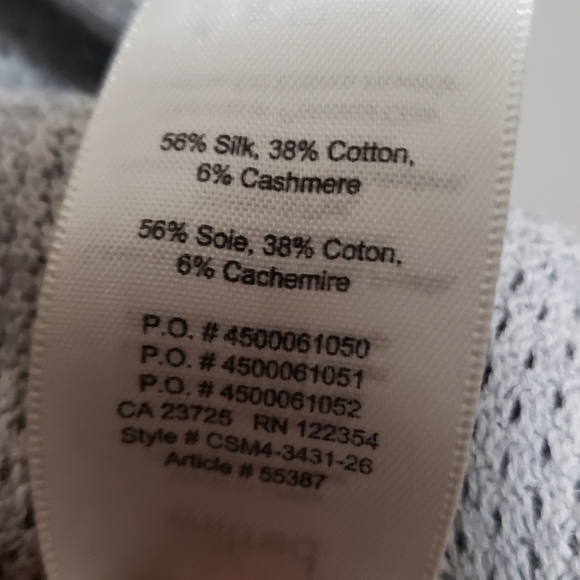 56% Silk, 38% Cotton,
6% Cashmere
56% Soie, 38% Coton,
6% Cachemire
P.O. # 4500061050
P.O. # 4500061051
P.O. # 4500061052
CA 23725 RN 122354
Style # CSM4-3431-26
Article # 55387